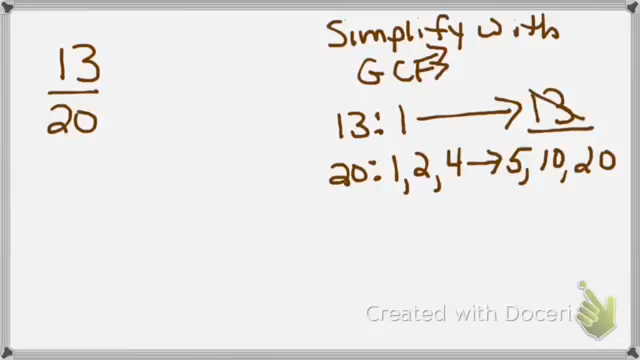 13
20
Simplify with
GCF→
13: 1 → 13
20: 1, 2, 4 → 5, 10, 20
Created with Doceri